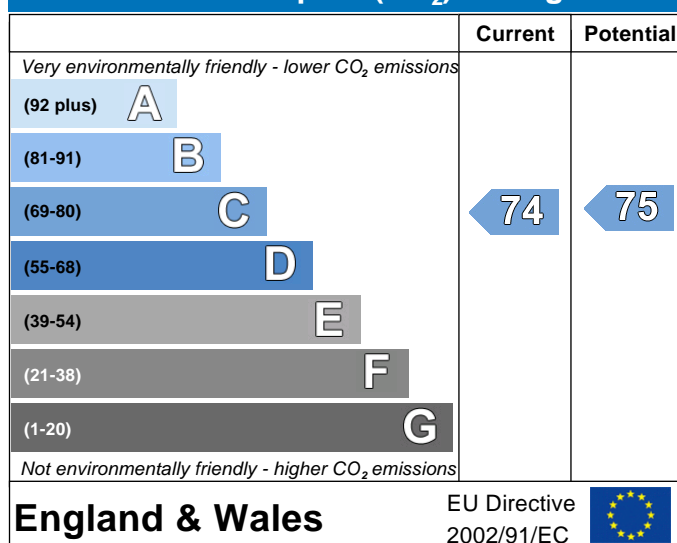 Current Potential
Very environmentally friendly - lower CO₂ emissions
(92 plus) A
(81-91) B
(69-80) C 74 75
(55-68) D
(39-54) E
(21-38) F
(1-20) G
Not environmentally friendly - higher CO₂ emissions
England & Wales
EU Directive
2002/91/EC